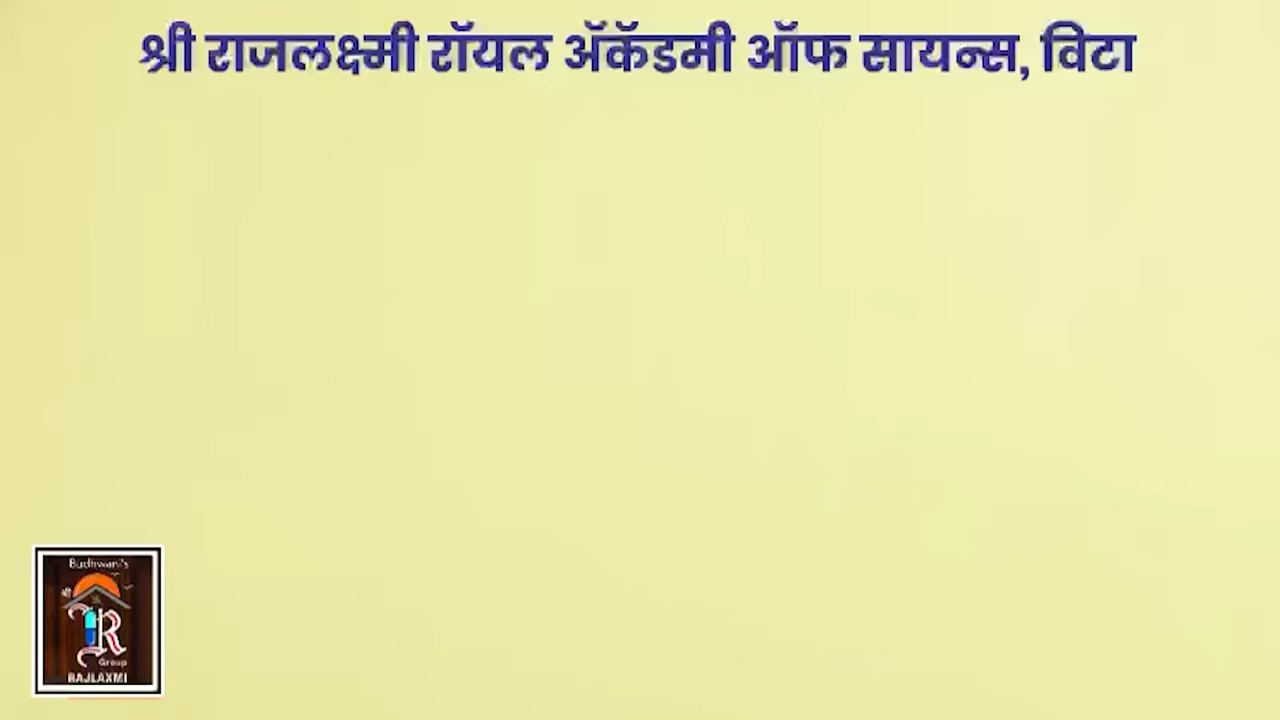 श्री राजलक्ष्मी रॉयल ॲकॅडमी ऑफ सायन्स, विटा
Budhwani's
श्री
R
Group
RAJLAXMI